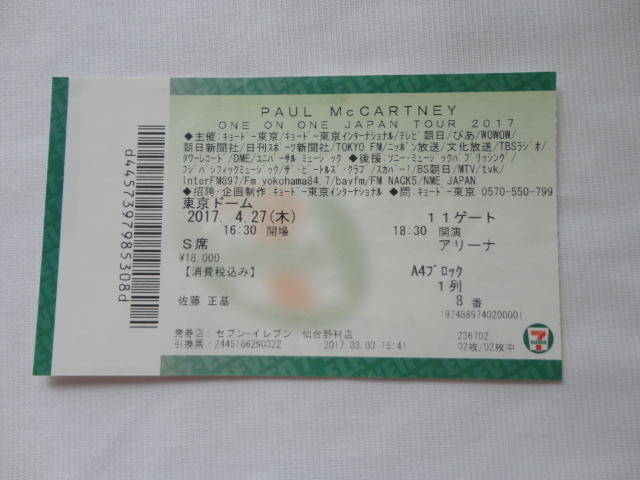 PAUL McCARTNEY
ONE ON ONE JAPAN TOUR 2017
◆主催:ｷｮｰﾄﾞｰ東京/ｷｮｰﾄﾞｰ東京ｲﾝﾀｰﾅｼｮﾅﾙ/ﾃﾚﾋﾞ朝日/ぴあ/WOWOW/
朝日新聞社/日刊ｽﾎﾟｰﾂ新聞社/TOKYO FM/ﾆｯﾎﾟﾝ放送/文化放送/TBSﾗｼﾞｵ/
ﾀﾜｰﾚｺｰﾄﾞ/DME/ﾕﾆﾊﾞｰｻﾙ ﾐｭｰｼﾞｯｸ ◆後援:ｿﾆｰ・ﾐｭｰｼﾞｯｸﾊﾟﾌﾞﾘｯｼﾝｸﾞ/
ﾌｼﾞﾊﾟｼﾌｨｯｸﾐｭｰｼﾞｯｸ/ｻﾞ・ﾋﾞｰﾄﾙｽﾞ・ｸﾗﾌﾞ/ｽｶﾊﾟｰ!/BS朝日/MTV/tvk/
InterFM897/Fm yokohama84.7/bayfm/FM NACK5/NME JAPAN
◆招聘・企画制作:ｷｮｰﾄﾞｰ東京ｲﾝﾀｰﾅｼｮﾅﾙ ◆問:ｷｮｰﾄﾞｰ東京 0570-550-799
東京ドーム
2017. 4.27(木) 11ゲート
16:30 開場 18:30 開演
S席 アリーナ
¥18,000
【消費税込み】 A4ﾌﾞﾛｯｸ
1列
8番
佐藤 正基 1974889740200001
発券店:セブン-イレブン 仙台野村店 236702
引換票:2445186290322 2017.03.03 15:41 02枚/02枚中
7
ELEVEN
d4457397985308d